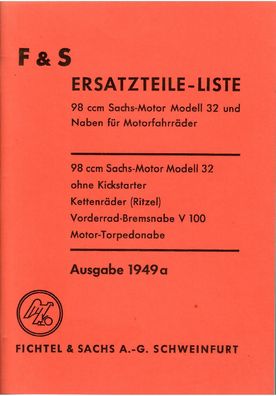 F & S
ERSATZTEILE-LISTE
98 ccm Sachs-Motor Modell 32 und
Naben für Motorfahrräder
98 ccm Sachs-Motor Modell 32
ohne Kickstarter
Kettenräder (Ritzel)
Vorderrad-Bremsnabe V 100
Motor-Torpedonabe
Ausgabe 1949a
FICHTEL & SACHS A.-G. SCHWEINFURT